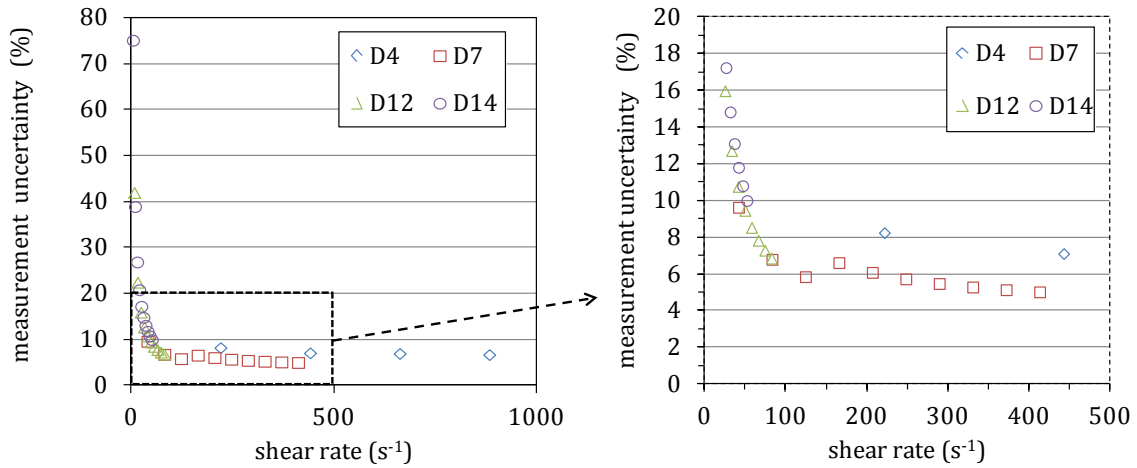 measurement uncertainty (%)
80
70
60
50
40
30
20
10
0
D4 D7
D12 D14
0 500 1000
shear rate (s⁻¹)
measurement uncertainty (%)
20
18
16
14
12
10
8
6
4
2
0
D4 D7
D12 D14
0 100 200 300 400 500
shear rate (s⁻¹)